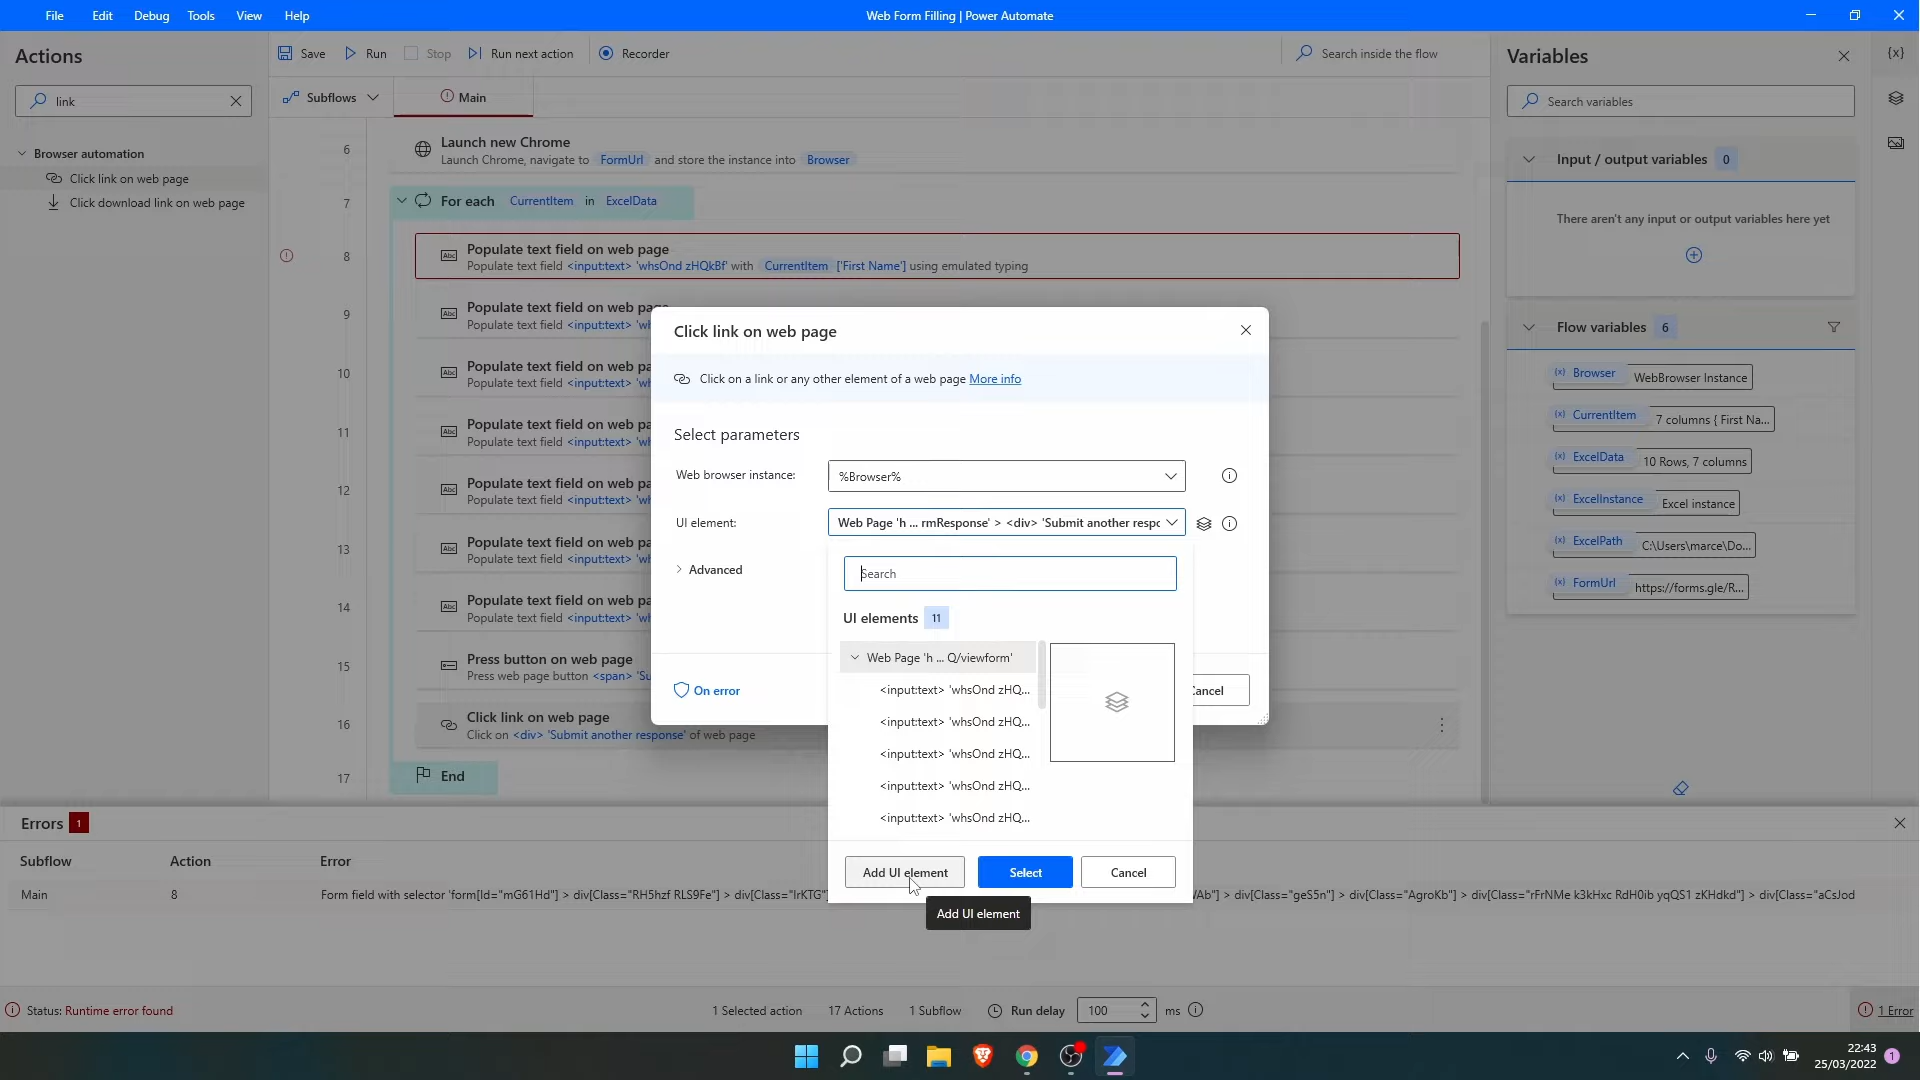 File Edit Debug Tools View Help
Web Form Filling | Power Automate
Actions
link
Browser automation
Click link on web page
Click download link on web page
Save Run Stop Run next action Recorder
Search inside the flow
Subflows
Main
6
Launch new Chrome
Launch Chrome, navigate to FormUrl and store the instance into Browser
7
For each CurrentItem in ExcelData
8
Populate text field on web page
Populate text field <input:text> 'whsOnd zHQkBf' with CurrentItem ['First Name'] using emulated typing
9
Populate text field on web page
Populate text field <input:text> 'wh
10
Populate text field on web pa
Populate text field <input:text> 'wh
11
Populate text field on web pa
Populate text field <input:text> 'wh
12
Populate text field on web pa
Populate text field <input:text> 'wh
13
Populate text field on web pa
Populate text field <input:text> 'wh
14
Populate text field on web pa
Populate text field <input:text> 'wh
15
Press button on web page
Press web page button <span> 'Su
16
Click link on web page
Click on <div> 'Submit another response' of web page
17
End
Click link on web page
Click on a link or any other element of a web page More info
Select parameters
Web browser instance:
%Browser%
UI element:
Web Page 'h ... rmResponse' > <div> 'Submit another respo
Advanced
Search
UI elements 11
Web Page 'h ... Q/viewform'
<input:text> 'whsOnd zHQ...
<input:text> 'whsOnd zHQ...
<input:text> 'whsOnd zHQ...
<input:text> 'whsOnd zHQ...
<input:text> 'whsOnd zHQ...
On error
Cancel
Add UI element
Select
Cancel
Add UI element
Variables
Search variables
Input / output variables 0
There aren't any input or output variables here yet
Flow variables 6
Browser WebBrowser Instance
CurrentItem 7 columns { First Na...
ExcelData 10 Rows, 7 columns
ExcelInstance Excel instance
ExcelPath C:\Users\marce\Do...
FormUrl https://forms.gle/R...
{x}
Errors 1
Subflow Action Error
Main 8 Form field with selector 'form[Id="mG61Hd"] > div[Class="RH5hzf RLS9Fe"] > div[Class="lrKTG"] VAb"] > div[Class="geS5n"] > div[Class="AgroKb"] > div[Class="rFrNMe k3kHxc RdH0ib yqQS1 zKHdkd"] > div[Class="aCsJod
Status: Runtime error found
1 Selected action
17 Actions
1 Subflow
Run delay 100 ms
1 Error
22:43
25/03/2022
1